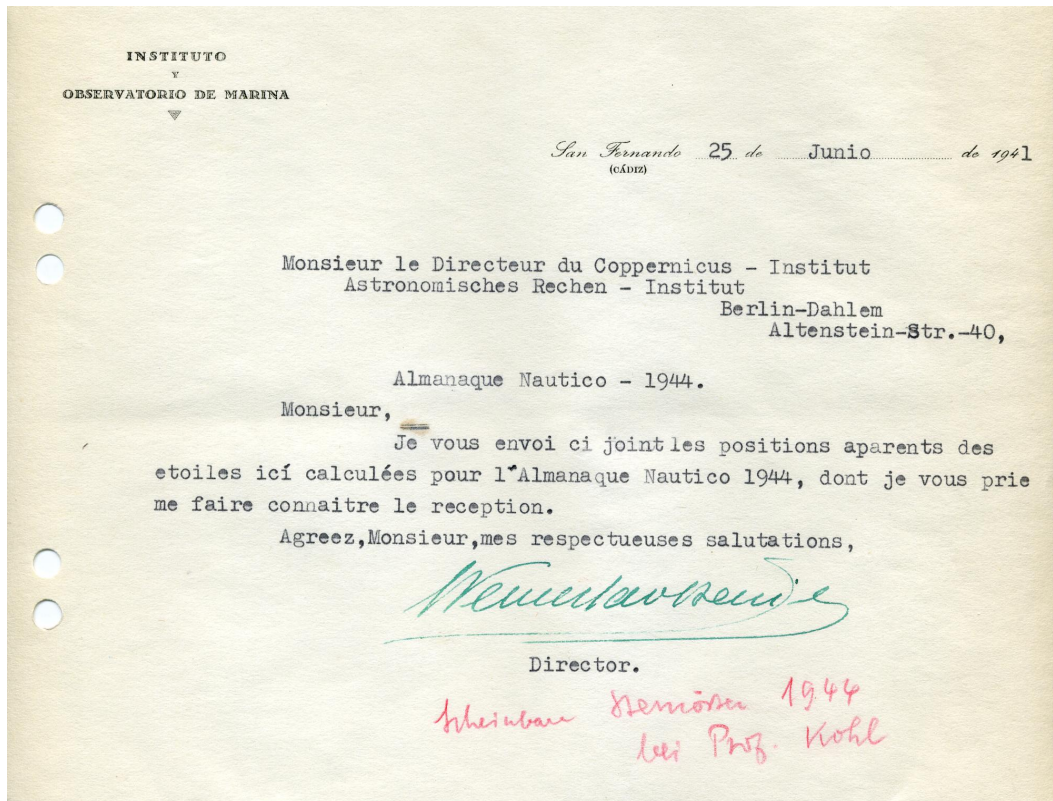 INSTITUTO
Y
OBSERVATORIO DE MARINA
San Fernando 25 de Junio de 1941
(CÁDIZ)
Monsieur le Directeur du Coppernicus - Institut
Astronomisches Rechen - Institut
Berlin-Dahlem
Altenstein-Str.-40,
Almanaque Nautico - 1944.
Monsieur,
Je vous envoi ci joint les positions aparents des
etoiles icí calculées pour l'Almanaque Nautico 1944, dont je vous prie
me faire connaitre le reception.
Agreez,Monsieur,mes respectueuses salutations,
Director.
Scheinbare Sternörter 1944
bei Prof. Kohl